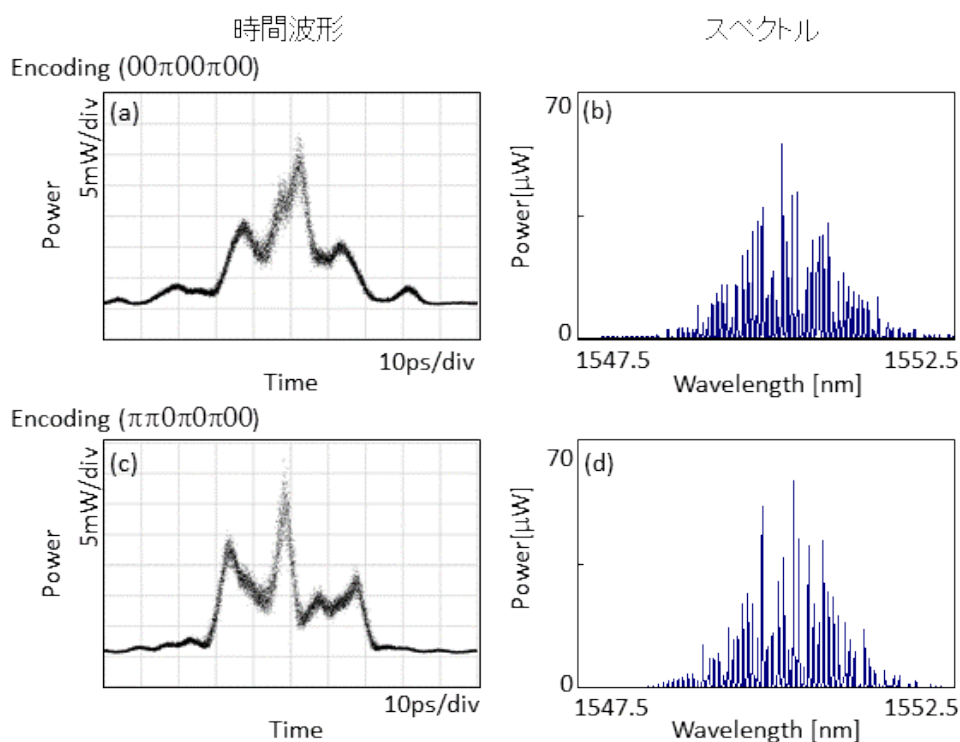 時間波形
スペクトル
Encoding (00π00π00)
(a)
Power
5mW/div
10ps/div
Time
(b)
70
0
Power[μW]
1547.5
1552.5
Wavelength [nm]
Encoding (ππ0π0π00)
(c)
Power
5mW/div
10ps/div
Time
(d)
70
0
Power[μW]
1547.5
1552.5
Wavelength [nm]